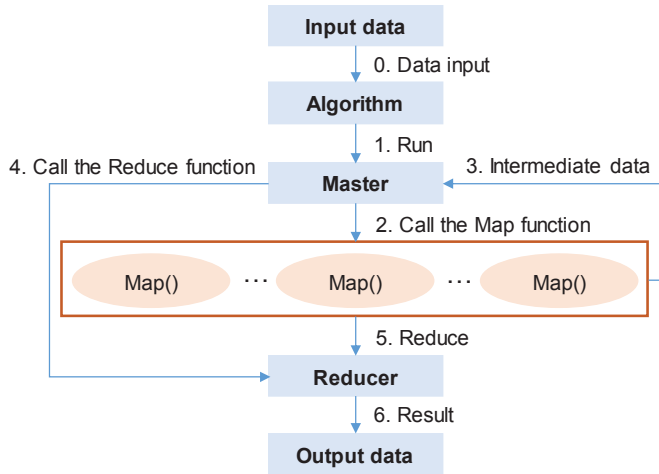 Input data
0. Data input
Algorithm
1. Run
4. Call the Reduce function
3. Intermediate data
Master
2. Call the Map function
Map() ... Map() ... Map()
5. Reduce
Reducer
6. Result
Output data